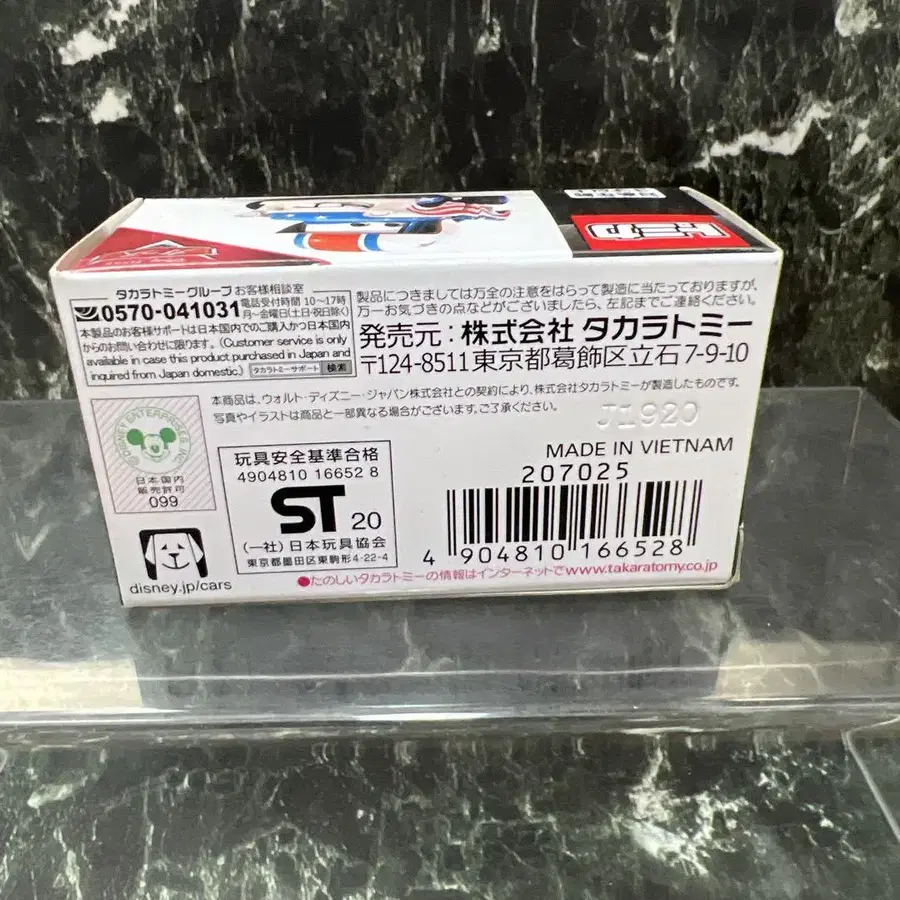 トミカ
タカラトミーグループ お客様相談室
0570-041031 電話受付時間 10〜17時
月〜金曜日(土日・祝日除く)
本製品のお客様サポートは日本国内でのご購入かつ日本国内
からのお問い合わせに限ります。(Customer service is only
available in case this product purchased in Japan and
inquired from Japan domestic.) タカラトミーサポート 検索
製品につきましては万全の注意をはらって製造に当たっておりますが、
万一お気づきの点などがございましたら、左記までご連絡ください。
発売元:株式会社 タカラトミー
〒124-8511東京都葛飾区立石7-9-10
本商品は、ウォルト・ディズニー・ジャパン株式会社との契約により、株式会社タカラトミーが製造したものです。
写真やイラストは商品と一部異なる場合がございます。ご了承ください。
J1920
© DISNEY ENTERPRISES, INC.
日本国内
販売許可
099
disney.jp/cars
玩具安全基準合格
4904810 16652 8
ST 20
(一社)日本玩具協会
東京都墨田区東駒形4-22-4
MADE IN VIETNAM
207025
4 904810 166528
●たのしいタカラトミーの情報はインターネットでwww.takaratomy.co.jp